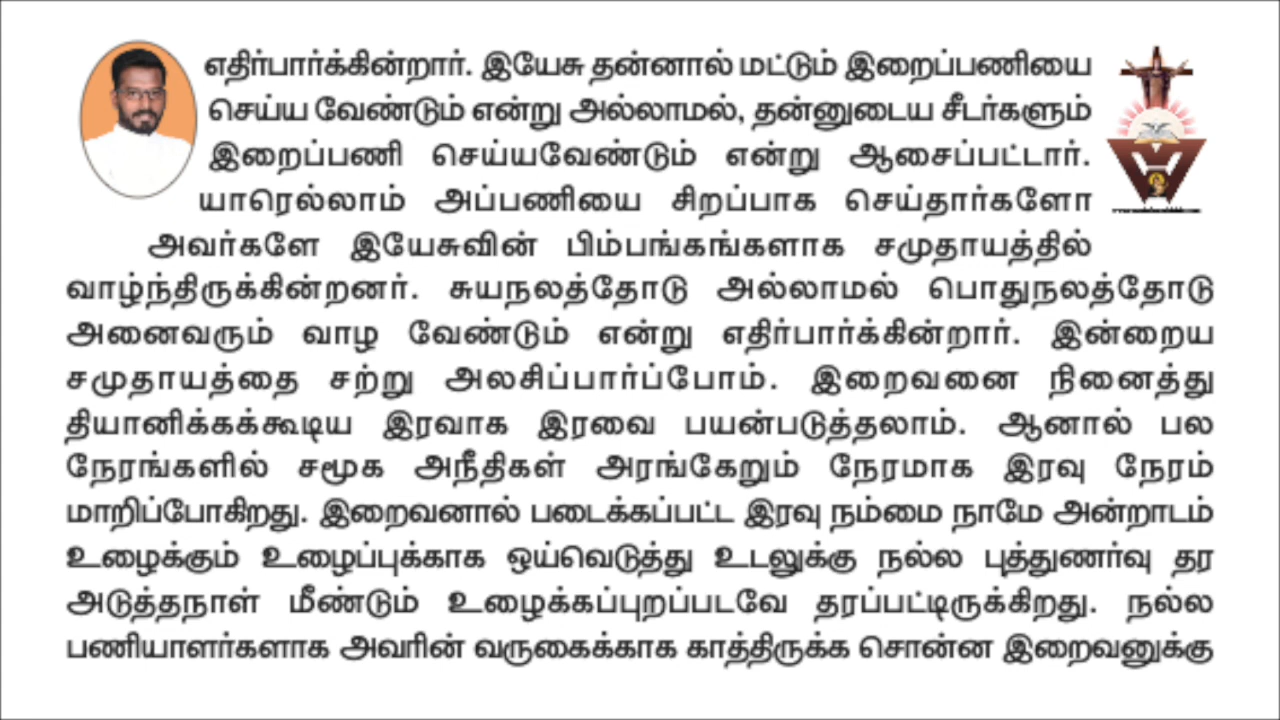 எதிர்பார்க்கின்றார். இயேசு தன்னால் மட்டும் இறைப்பணியை
செய்ய வேண்டும் என்று அல்லாமல், தன்னுடைய சீடர்களும்
இறைப்பணி செய்யவேண்டும் என்று ஆசைப்பட்டார்.
யாரெல்லாம் அப்பணியை சிறப்பாக செய்தார்களோ
அவர்களே இயேசுவின் பிம்பங்கங்களாக சமுதாயத்தில்
வாழ்ந்திருக்கின்றனர். சுயநலத்தோடு அல்லாமல் பொதுநலத்தோடு
அனைவரும் வாழ வேண்டும் என்று எதிர்பார்க்கின்றார். இன்றைய
சமுதாயத்தை சற்று அலசிப்பார்ப்போம். இறைவனை நினைத்து
தியானிக்கக்கூடிய இரவாக இரவை பயன்படுத்தலாம். ஆனால் பல
நேரங்களில் சமூக அநீதிகள் அரங்கேறும் நேரமாக இரவு நேரம்
மாறிப்போகிறது. இறைவனால் படைக்கப்பட்ட இரவு நம்மை நாமே அன்றாடம்
உழைக்கும் உழைப்புக்காக ஒய்வெடுத்து உடலுக்கு நல்ல புத்துணர்வு தர
அடுத்தநாள் மீண்டும் உழைக்கப்புறப்படவே தரப்பட்டிருக்கிறது. நல்ல
பணியாளர்களாக அவரின் வருகைக்காக காத்திருக்க சொன்ன இறைவனுக்கு